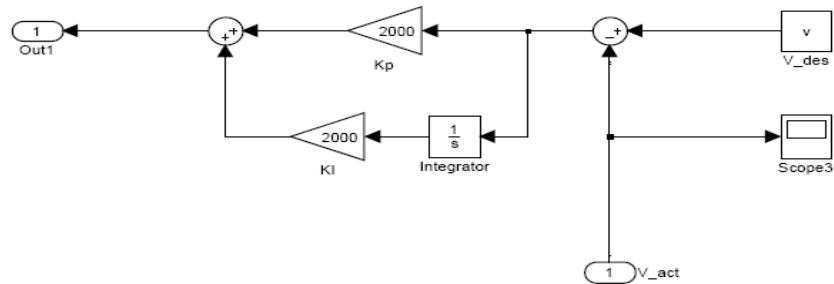 1
Out1
2000
Kp
v
V_des
2000
KI
1
s
Integrator
Scope3
1
V_act